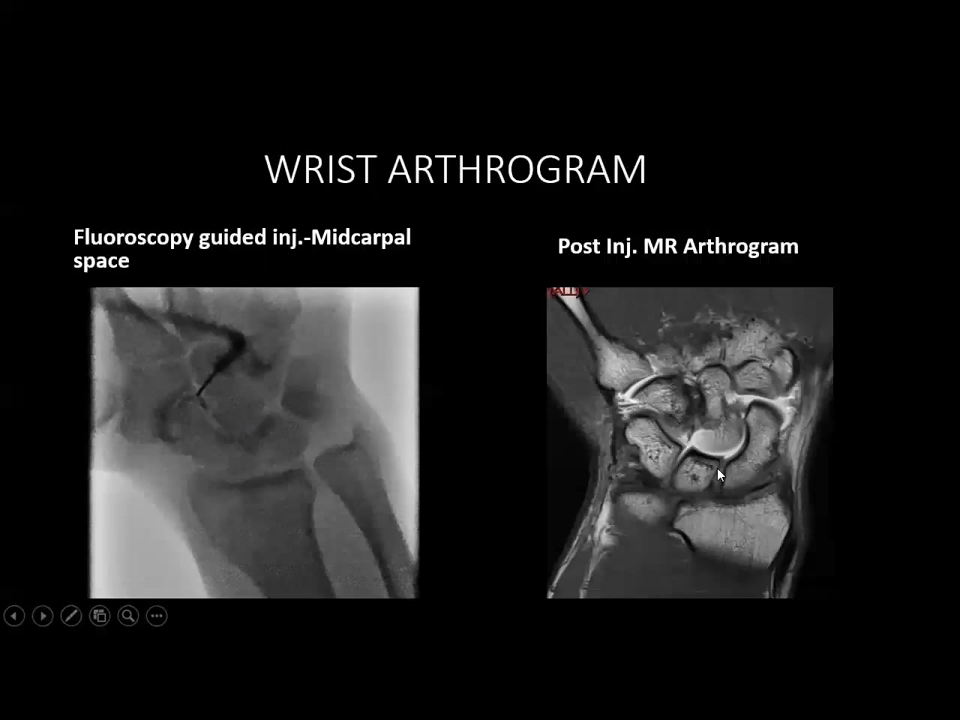 WRIST ARTHROGRAM
Fluoroscopy guided inj.-Midcarpal
space
Post Inj. MR Arthrogram